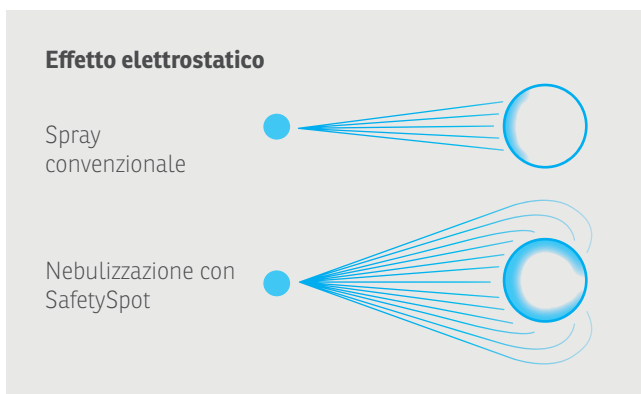 Effetto elettrostatico
Spray
convenzionale
Nebulizzazione con
SafetySpot